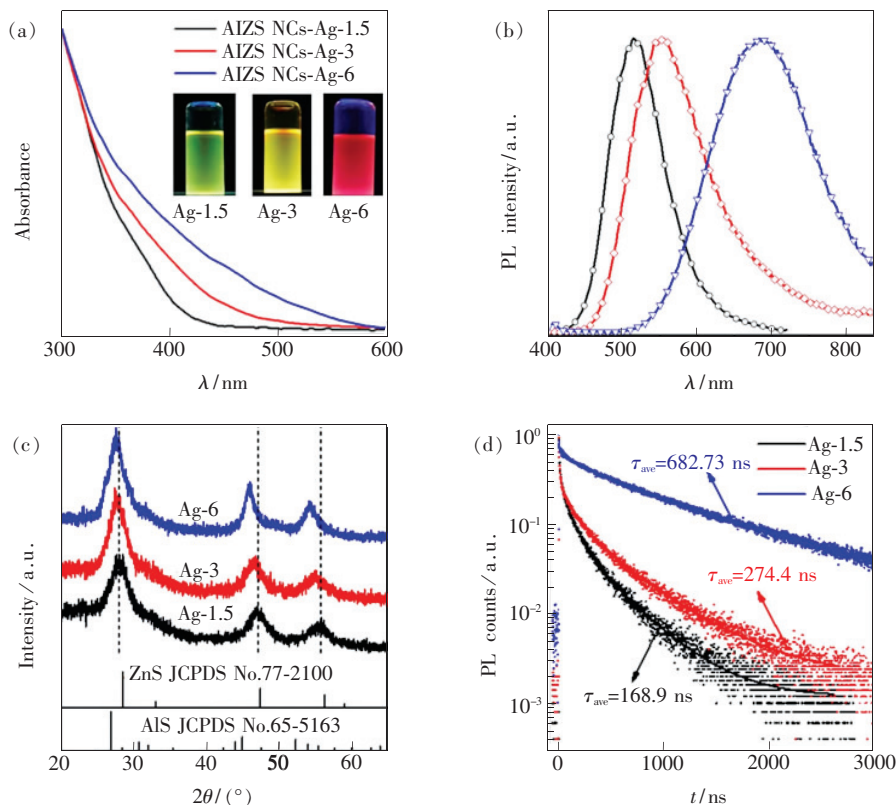 (a)
AIZS NCs-Ag-1.5
AIZS NCs-Ag-3
AIZS NCs-Ag-6
Ag-1.5 Ag-3 Ag-6
Absorbance
300 400 500 600
λ/nm
(b)
PL intensity/a.u.
400 500 600 700 800
λ/nm
(c)
Ag-6
Ag-3
Ag-1.5
ZnS JCPDS No.77-2100
AlS JCPDS No.65-5163
Intensity/a.u.
20 30 40 50 60
2θ/(°)
(d)
Ag-1.5
Ag-3
Ag-6
τave=682.73 ns
τave=274.4 ns
τave=168.9 ns
PL counts/a.u.
10⁰
10⁻¹
10⁻²
10⁻³
0 1000 2000 3000
t/ns